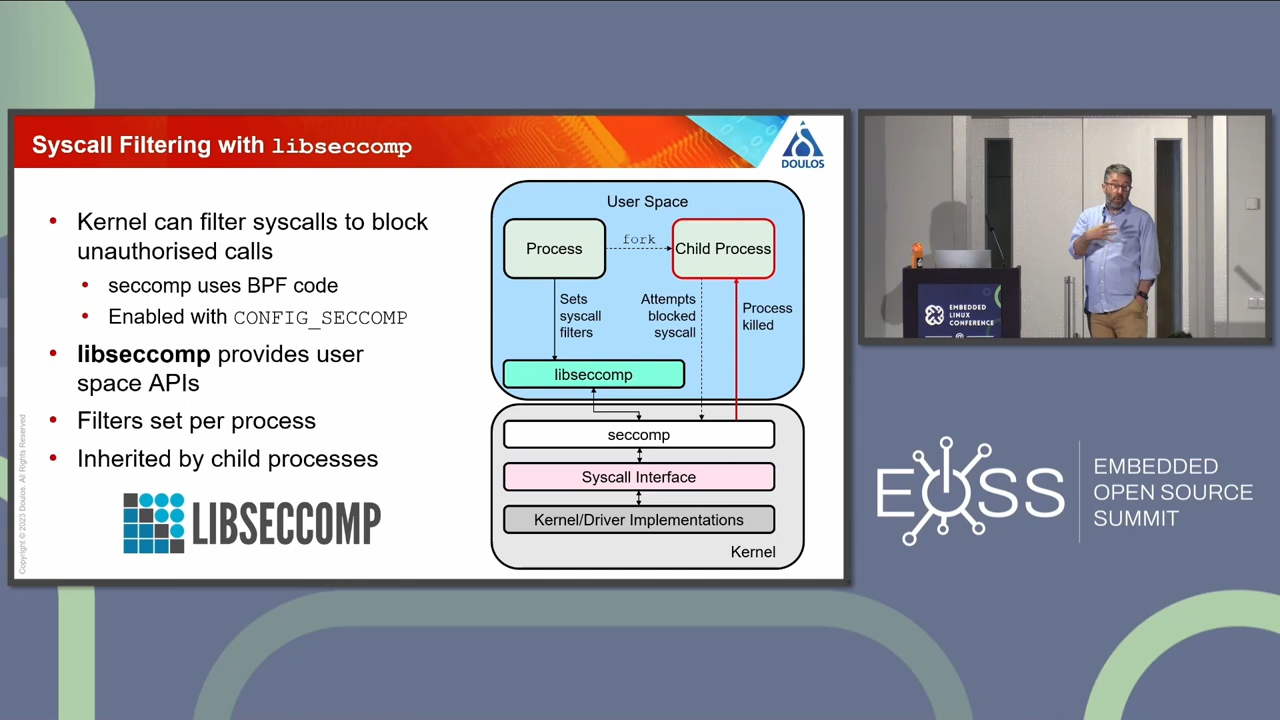 Syscall Filtering with libseccomp
DOULOS
• Kernel can filter syscalls to block
unauthorised calls
• seccomp uses BPF code
• Enabled with CONFIG_SECCOMP
• libseccomp provides user
space APIs
• Filters set per process
• Inherited by child processes
LIBSECCOMP
Copyright © 2023 Doulos. All Rights Reserved
User Space
Process
fork
Child Process
Sets
syscall
filters
Attempts
blocked
syscall
Process
killed
libseccomp
seccomp
Syscall Interface
Kernel/Driver Implementations
Kernel
EMBEDDED
LINUX
CONFERENCE
EOSS
EMBEDDED
OPEN SOURCE
SUMMIT